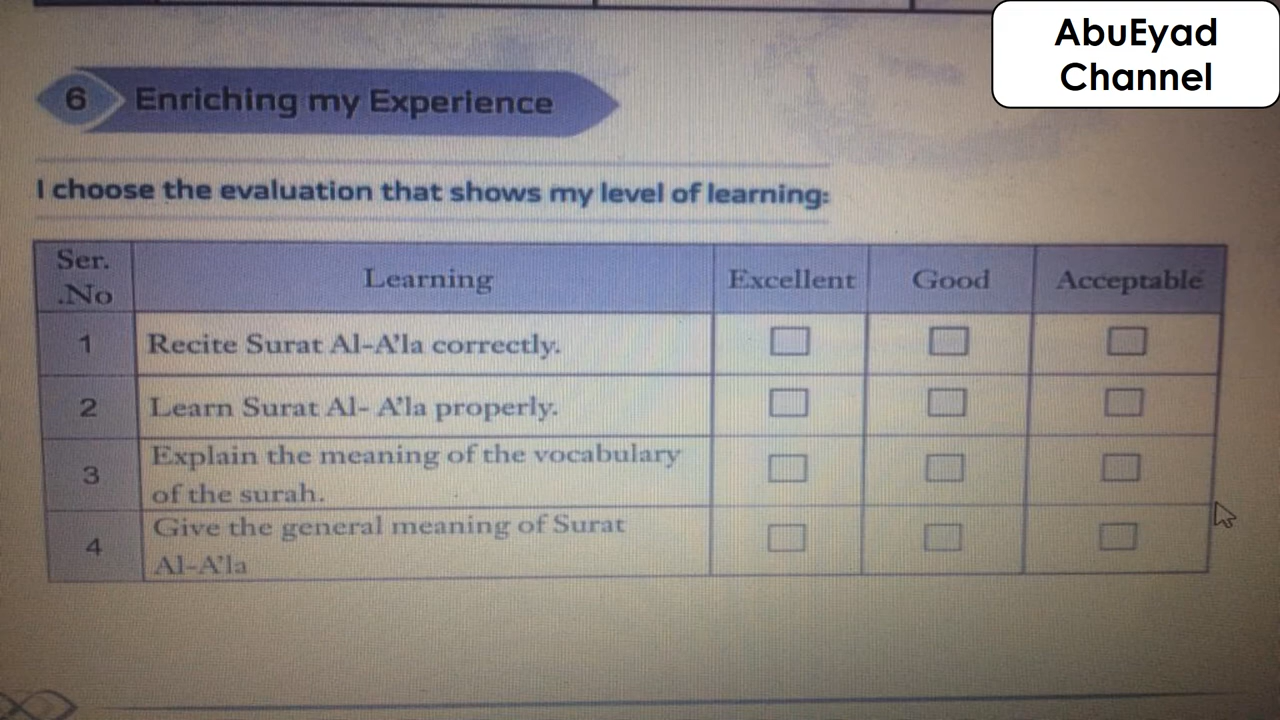 AbuEyad
Channel
6 Enriching my Experience
I choose the evaluation that shows my level of learning:
Ser.
.No
Learning
Excellent
Good
Acceptable
1
Recite Surat Al-A'la correctly.
2
Learn Surat Al- A'la properly.
3
Explain the meaning of the vocabulary
of the surah.
4
Give the general meaning of Surat
Al-A'la